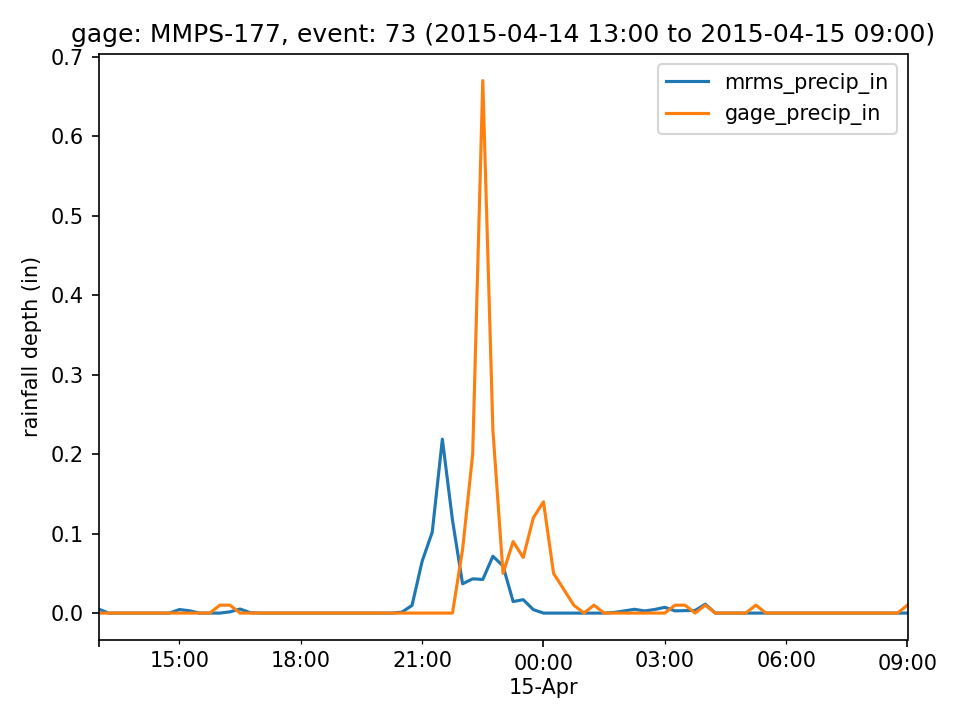 gage: MMPS-177, event: 73 (2015-04-14 13:00 to 2015-04-15 09:00)
mrms_precip_in
gage_precip_in
rainfall depth (in)
0.7
0.6
0.5
0.4
0.3
0.2
0.1
0.0
15:00 18:00 21:00 00:00 03:00 06:00 09:00
15-Apr